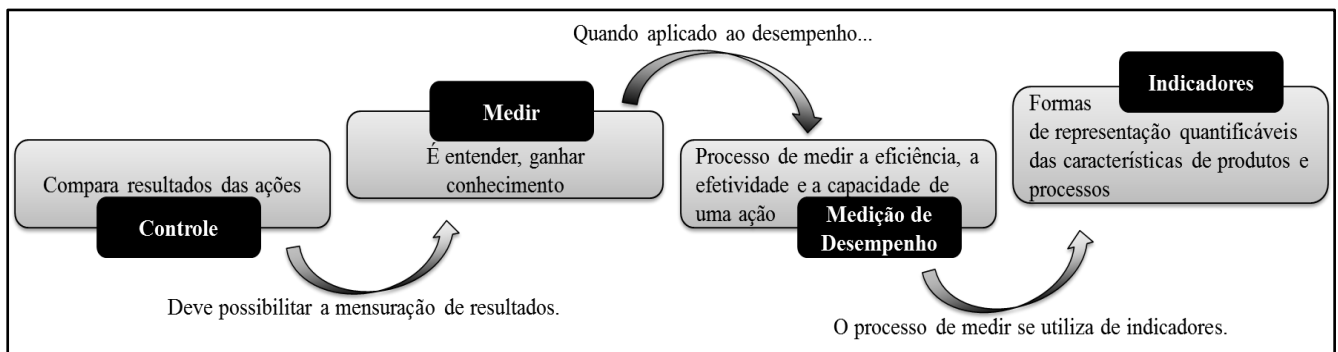 Quando aplicado ao desempenho...
Compara resultados das ações
Controle
Deve possibilitar a mensuração de resultados.
Medir
É entender, ganhar
conhecimento
Processo de medir a eficiência, a
efetividade e a capacidade de
uma ação
Medição de
Desempenho
O processo de medir se utiliza de indicadores.
Indicadores
Formas
de representação quantificáveis
das características de produtos e
processos